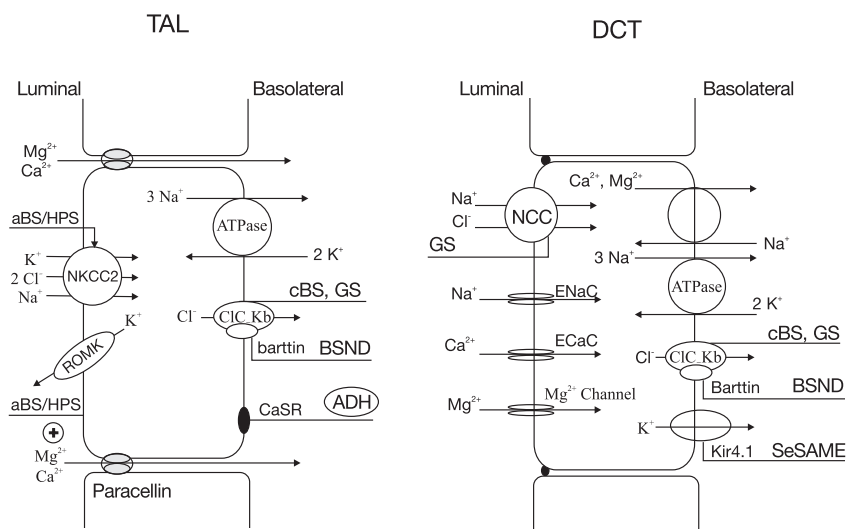 TAL
Luminal
Basolateral
Mg²⁺
Ca²⁺
3 Na⁺
aBS/HPS
ATPase
K⁺
2 Cl⁻
Na⁺
NKCC2
2 K⁺
cBS, GS
Cl⁻
ClC_Kb
K⁺
ROMK
barttin
BSND
aBS/HPS
CaSR
ADH
+
Mg²⁺
Ca²⁺
Paracellin
DCT
Luminal
Basolateral
Ca²⁺, Mg²⁺
Na⁺
Cl⁻
NCC
GS
Na⁺
3 Na⁺
Na⁺
ENaC
ATPase
2 K⁺
Ca²⁺
ECaC
cBS, GS
Cl⁻
ClC_Kb
Mg²⁺
Mg²⁺ Channel
Barttin
BSND
K⁺
Kir4.1
SeSAME